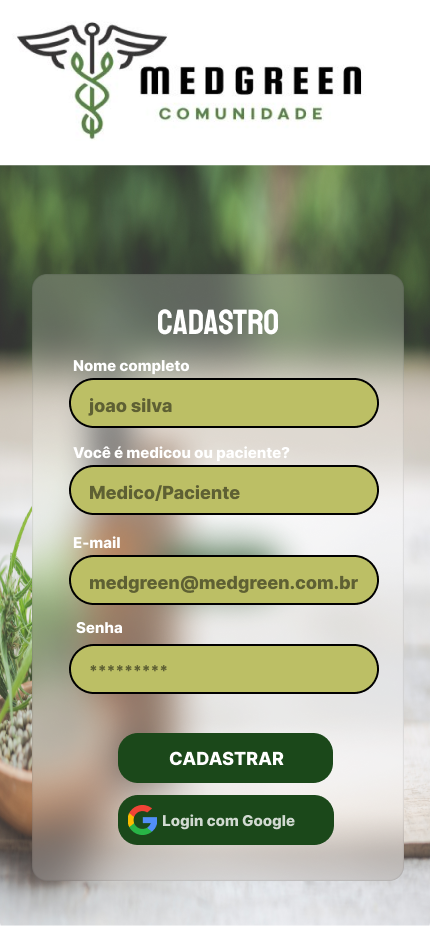 MEDGREEN
COMUNIDADE
CADASTRO
Nome completo
joao silva
Você é medicou ou paciente?
Medico/Paciente
E-mail
medgreen@medgreen.com.br
Senha
*********
CADASTRAR
Login com Google